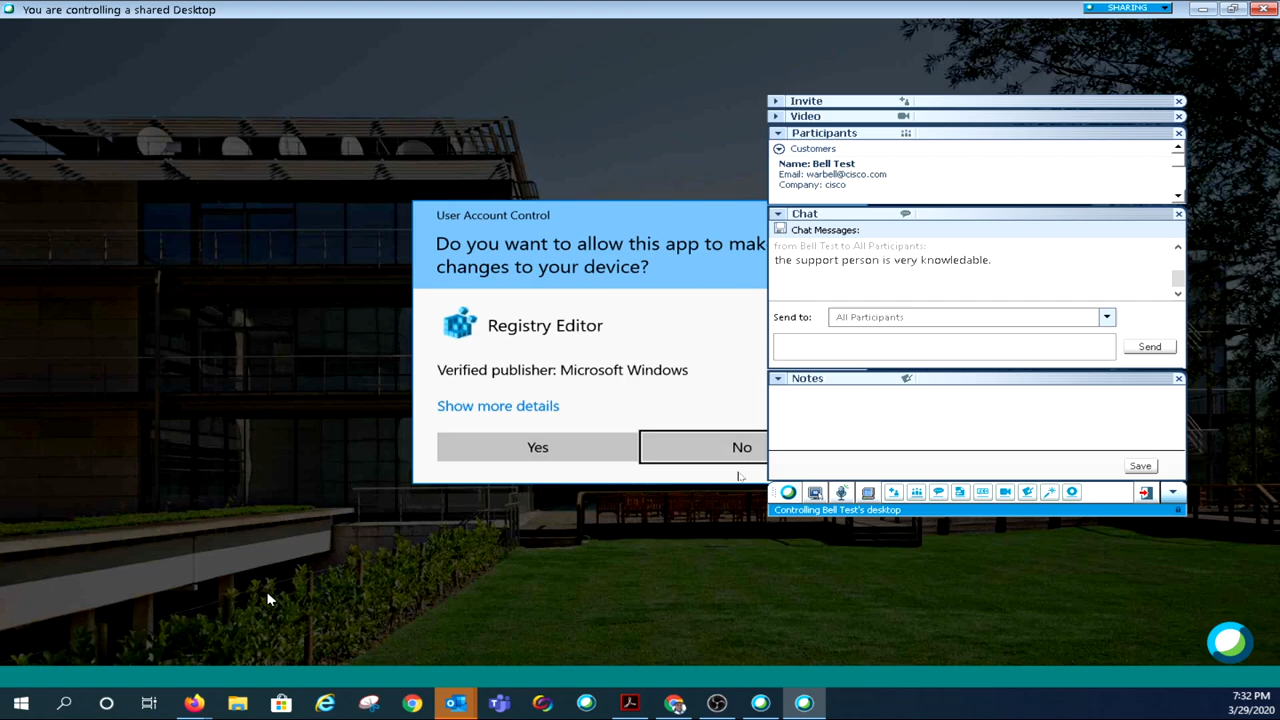 You are controlling a shared Desktop
SHARING
Invite
Video
Participants
Customers
Name: Bell Test
Email: warbell@cisco.com
Company: cisco
Chat
Chat Messages:
from Bell Test to All Participants:
the support person is very knowledable.
Send to:
All Participants
Send
Notes
Save
Controlling Bell Test's desktop
User Account Control
Do you want to allow this app to mak
changes to your device?
Registry Editor
Verified publisher: Microsoft Windows
Show more details
Yes
No
7:32 PM
3/29/2020